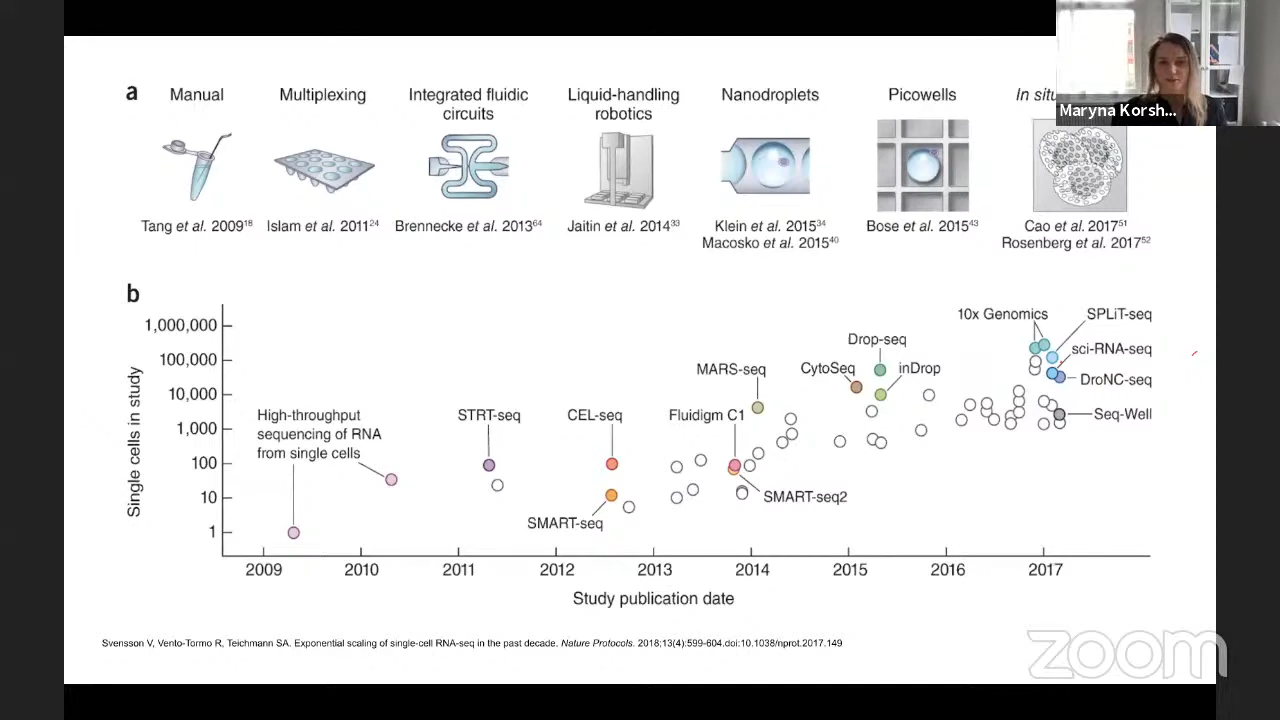 Maryna Korsh...
a
Manual
Multiplexing
Integrated fluidic
circuits
Liquid-handling
robotics
Nanodroplets
Picowells
In situ
Tang et al. 2009¹⁸
Islam et al. 2011²⁴
Brennecke et al. 2013⁶⁴
Jaitin et al. 2014³³
Klein et al. 2015³⁴
Macosko et al. 2015⁴⁰
Bose et al. 2015⁴³
Cao et al. 2017⁵¹
Rosenberg et al. 2017⁵²
b
Single cells in study
1,000,000
100,000
10,000
1,000
100
10
1
High-throughput
sequencing of RNA
from single cells
STRT-seq
CEL-seq
SMART-seq
Fluidigm C1
SMART-seq2
MARS-seq
CytoSeq
Drop-seq
inDrop
10x Genomics
SPLiT-seq
sci-RNA-seq
DroNC-seq
Seq-Well
2009 2010 2011 2012 2013 2014 2015 2016 2017
Study publication date
Svensson V, Vento-Tormo R, Teichmann SA. Exponential scaling of single-cell RNA-seq in the past decade. Nature Protocols. 2018;13(4):599-604.doi:10.1038/nprot.2017.149
zoom